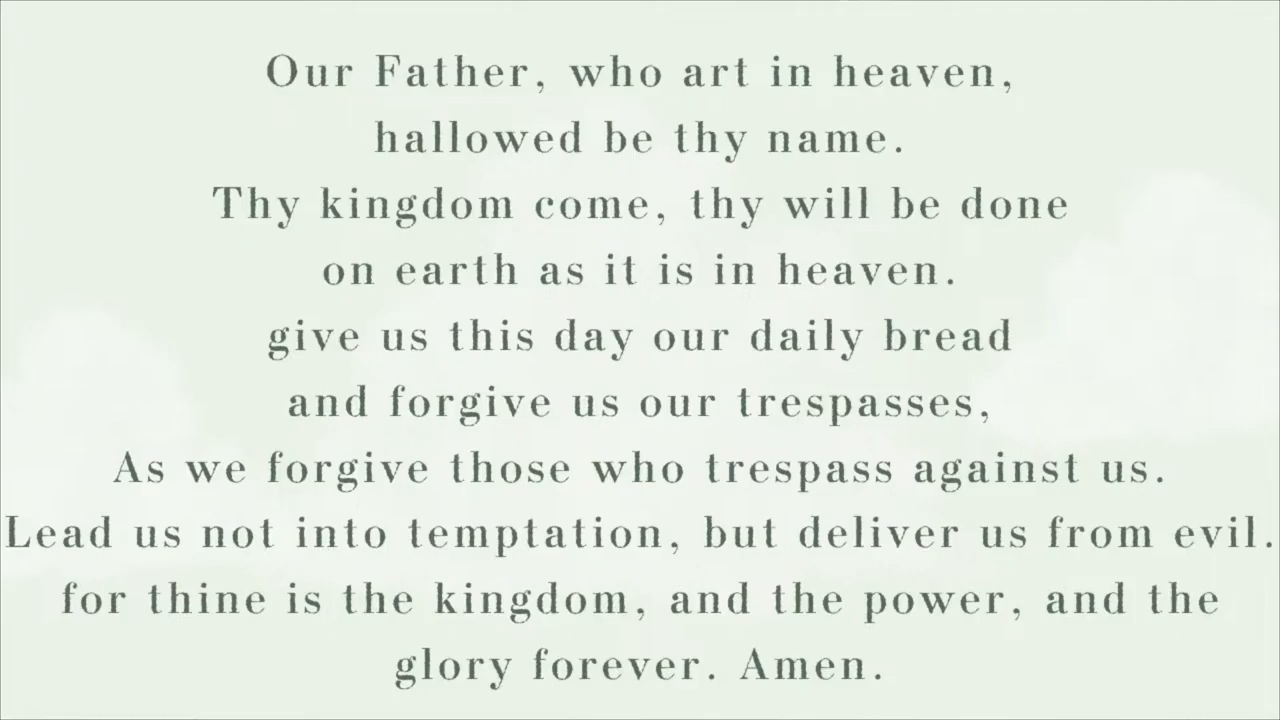 Our Father, who art in heaven,
hallowed be thy name.
Thy kingdom come, thy will be done
on earth as it is in heaven.
give us this day our daily bread
and forgive us our trespasses,
As we forgive those who trespass against us.
Lead us not into temptation, but deliver us from evil.
for thine is the kingdom, and the power, and the
glory forever. Amen.